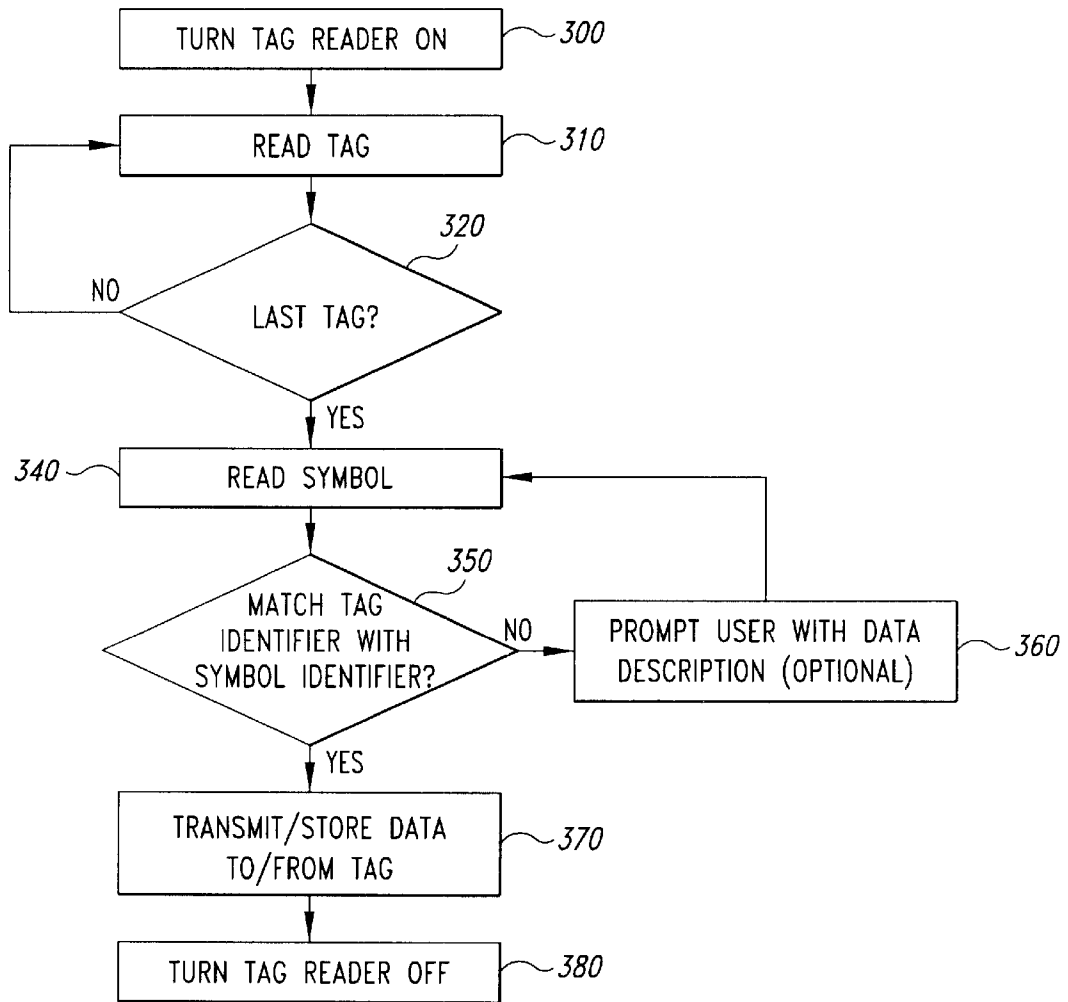 TURN TAG READER ON
300
READ TAG
310
320
NO
LAST TAG?
YES
340
READ SYMBOL
350
MATCH TAG
IDENTIFIER WITH
SYMBOL IDENTIFIER?
NO
PROMPT USER WITH DATA
DESCRIPTION (OPTIONAL)
360
YES
TRANSMIT/STORE DATA
TO/FROM TAG
370
TURN TAG READER OFF
380